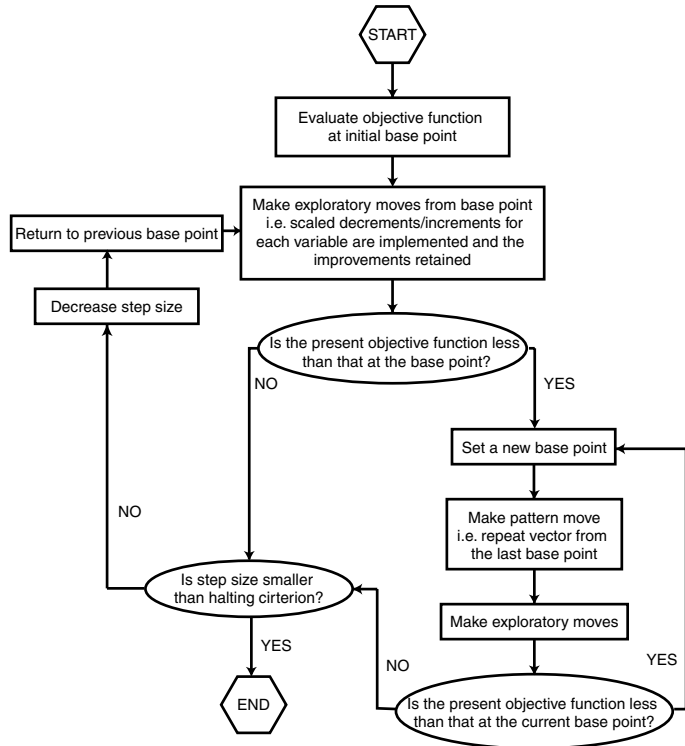 START
Evaluate objective function
at initial base point
Make exploratory moves from base point
i.e. scaled decrements/increments for
each variable are implemented and the
improvements retained
Return to previous base point
Decrease step size
Is the present objective function less
than that at the base point?
NO
YES
Set a new base point
Make pattern move
i.e. repeat vector from
the last base point
NO
Is step size smaller
than halting cirterion?
Make exploratory moves
YES
NO
YES
END
Is the present objective function less
than that at the current base point?